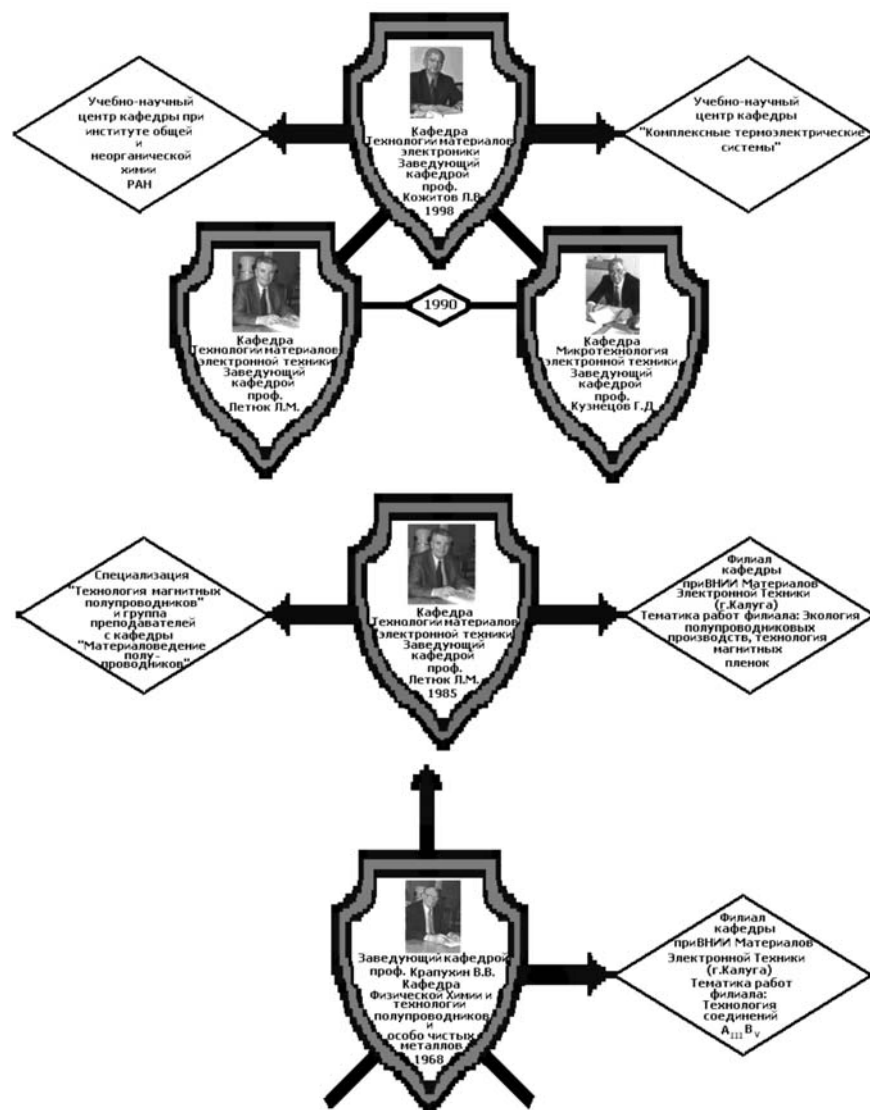 Учебно-научный
центр кафедры при
институте общей
и
неорганической
химии
РАН
Кафедра
Технологии материалов
электроники
Заведующий
кафедрой
проф.
Кожитов Л.В
1998
Учебно-научный
центр кафедры
"Комплексные термоэлектрические
системы"
Кафедра
Технологии материалов
электронной техники
Заведующий
кафедрой
проф.
Летюк Л.М.
1990
Кафедра
Микротехнология
электронной техники
Заведующий
кафедрой
проф.
Кузнецов Г.Д
Специализация
"Технология магнитных
полупроводников"
и группа
преподавателей
с кафедры
"Материаловедение
полу-
проводников"
Кафедра
Технологии материалов
электронной техники
Заведующий
кафедрой
проф.
Летюк Л.М.
1985
Филиал
кафедры
приВНИИ Материалов
Электронной Техники
(г.Калуга)
Тематика работ филиала: Экология
полупроводниковых
производств, технология
магнитных
пленок
Заведующий кафедрой
проф. Крапухин В.В.
Кафедра
Физической Химии и
технологии
полупроводников
и
особо чистых
металлов
1968
Филиал
кафедры
приВНИИ Материалов
Электронной Техники
(г.Калуга)
Тематика работ
филиала:
Технология
соединений
A_III B_V